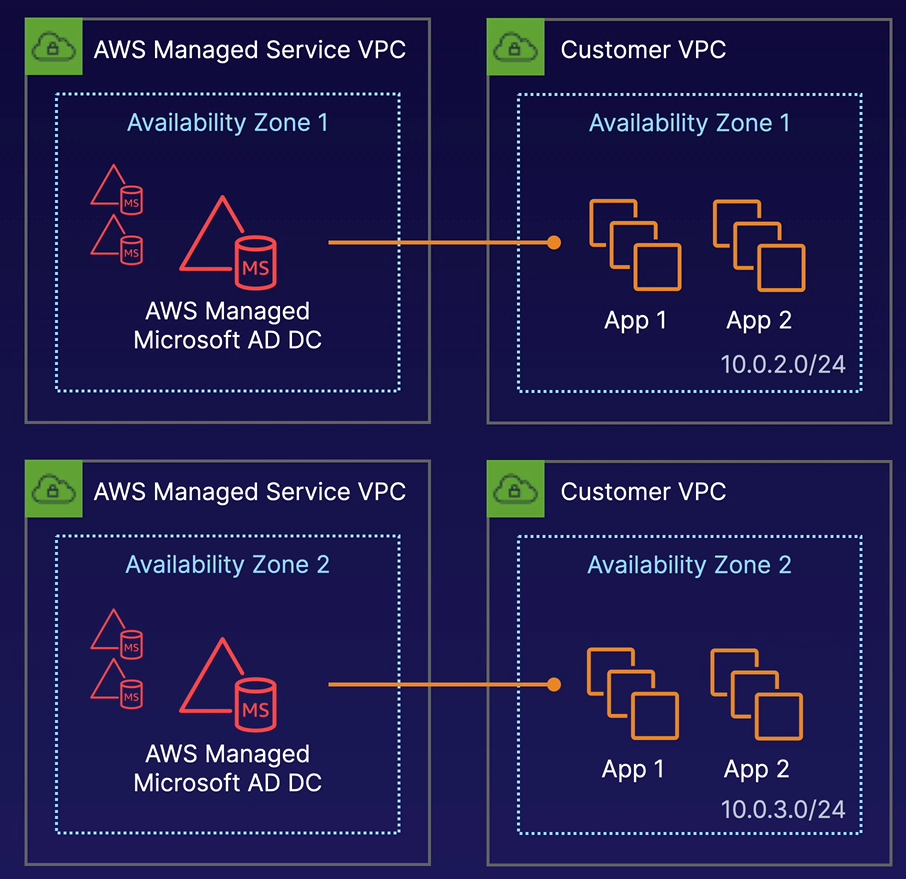 AWS Managed Service VPC
Availability Zone 1
MS
MS
MS
AWS Managed
Microsoft AD DC
Customer VPC
Availability Zone 1
App 1
App 2
10.0.2.0/24
AWS Managed Service VPC
Availability Zone 2
MS
MS
MS
AWS Managed
Microsoft AD DC
Customer VPC
Availability Zone 2
App 1
App 2
10.0.3.0/24